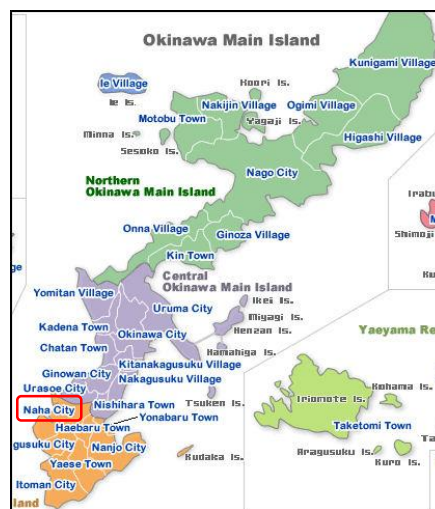 Okinawa Main Island
Kunigami Village
Ie Village
Ie Is.
Koori Is.
Nakijin Village
Ogimi Village
Motobu Town
Yagaji Is.
Minna Is.
Sesoko Is.
Higashi Village
Nago City
Northern
Okinawa Main Island
Onna Village
Ginoza Village
Kin Town
Central
Okinawa Main Island
Yomitan Village
Ikei Is.
Uruma City
Miyagi Is.
Kadena Town
Okinawa City
Henzan Is.
Chatan Town
Hamahiga Is.
Kitanakagusuku Village
Ginowan City
Nakagusuku Village
Urasoe City
Tsuken Is.
Naha City
Nishihara Town
Yonabaru Town
Haebaru Town
gusuku City
Nanjo City
Kudaka Is.
Yaese Town
Itoman City
land
Irabu
Shimoji
Yaeyama Re
Kohama Is.
Iriomote Is.
Taketomi Town
Aragusuku Is.
Kuro Is.